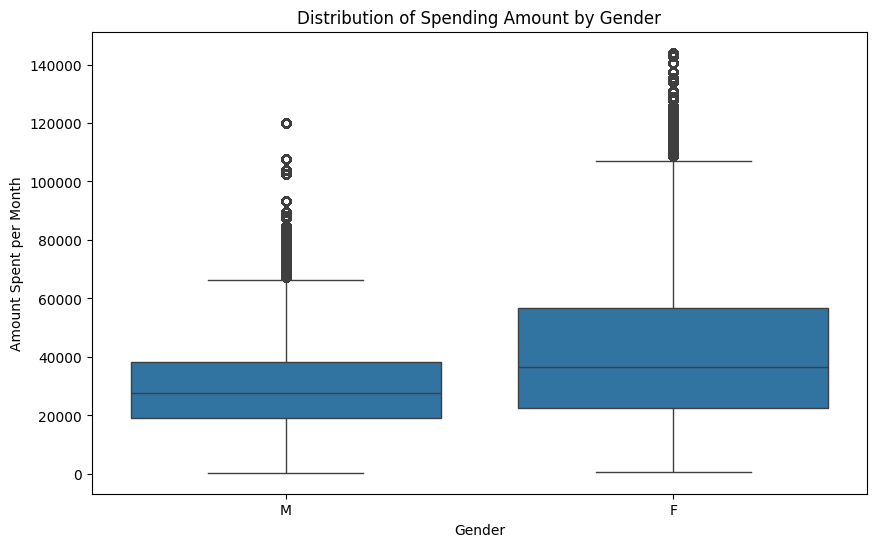 Distribution of Spending Amount by Gender
140000
120000
100000
80000
60000
40000
20000
0
Amount Spent per Month
M F
Gender